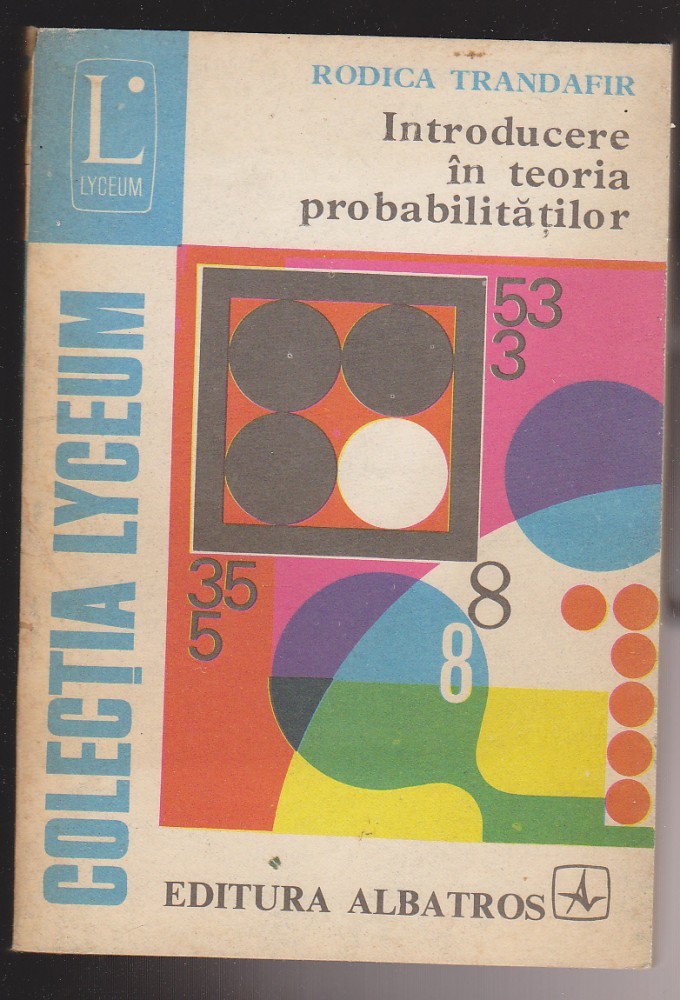 L
LYCEUM
RODICA TRANDAFIR
Introducere
în teoria
probabilităților
COLECȚIA LYCEUM
53
3
35
5
8
8
EDITURA ALBATROS